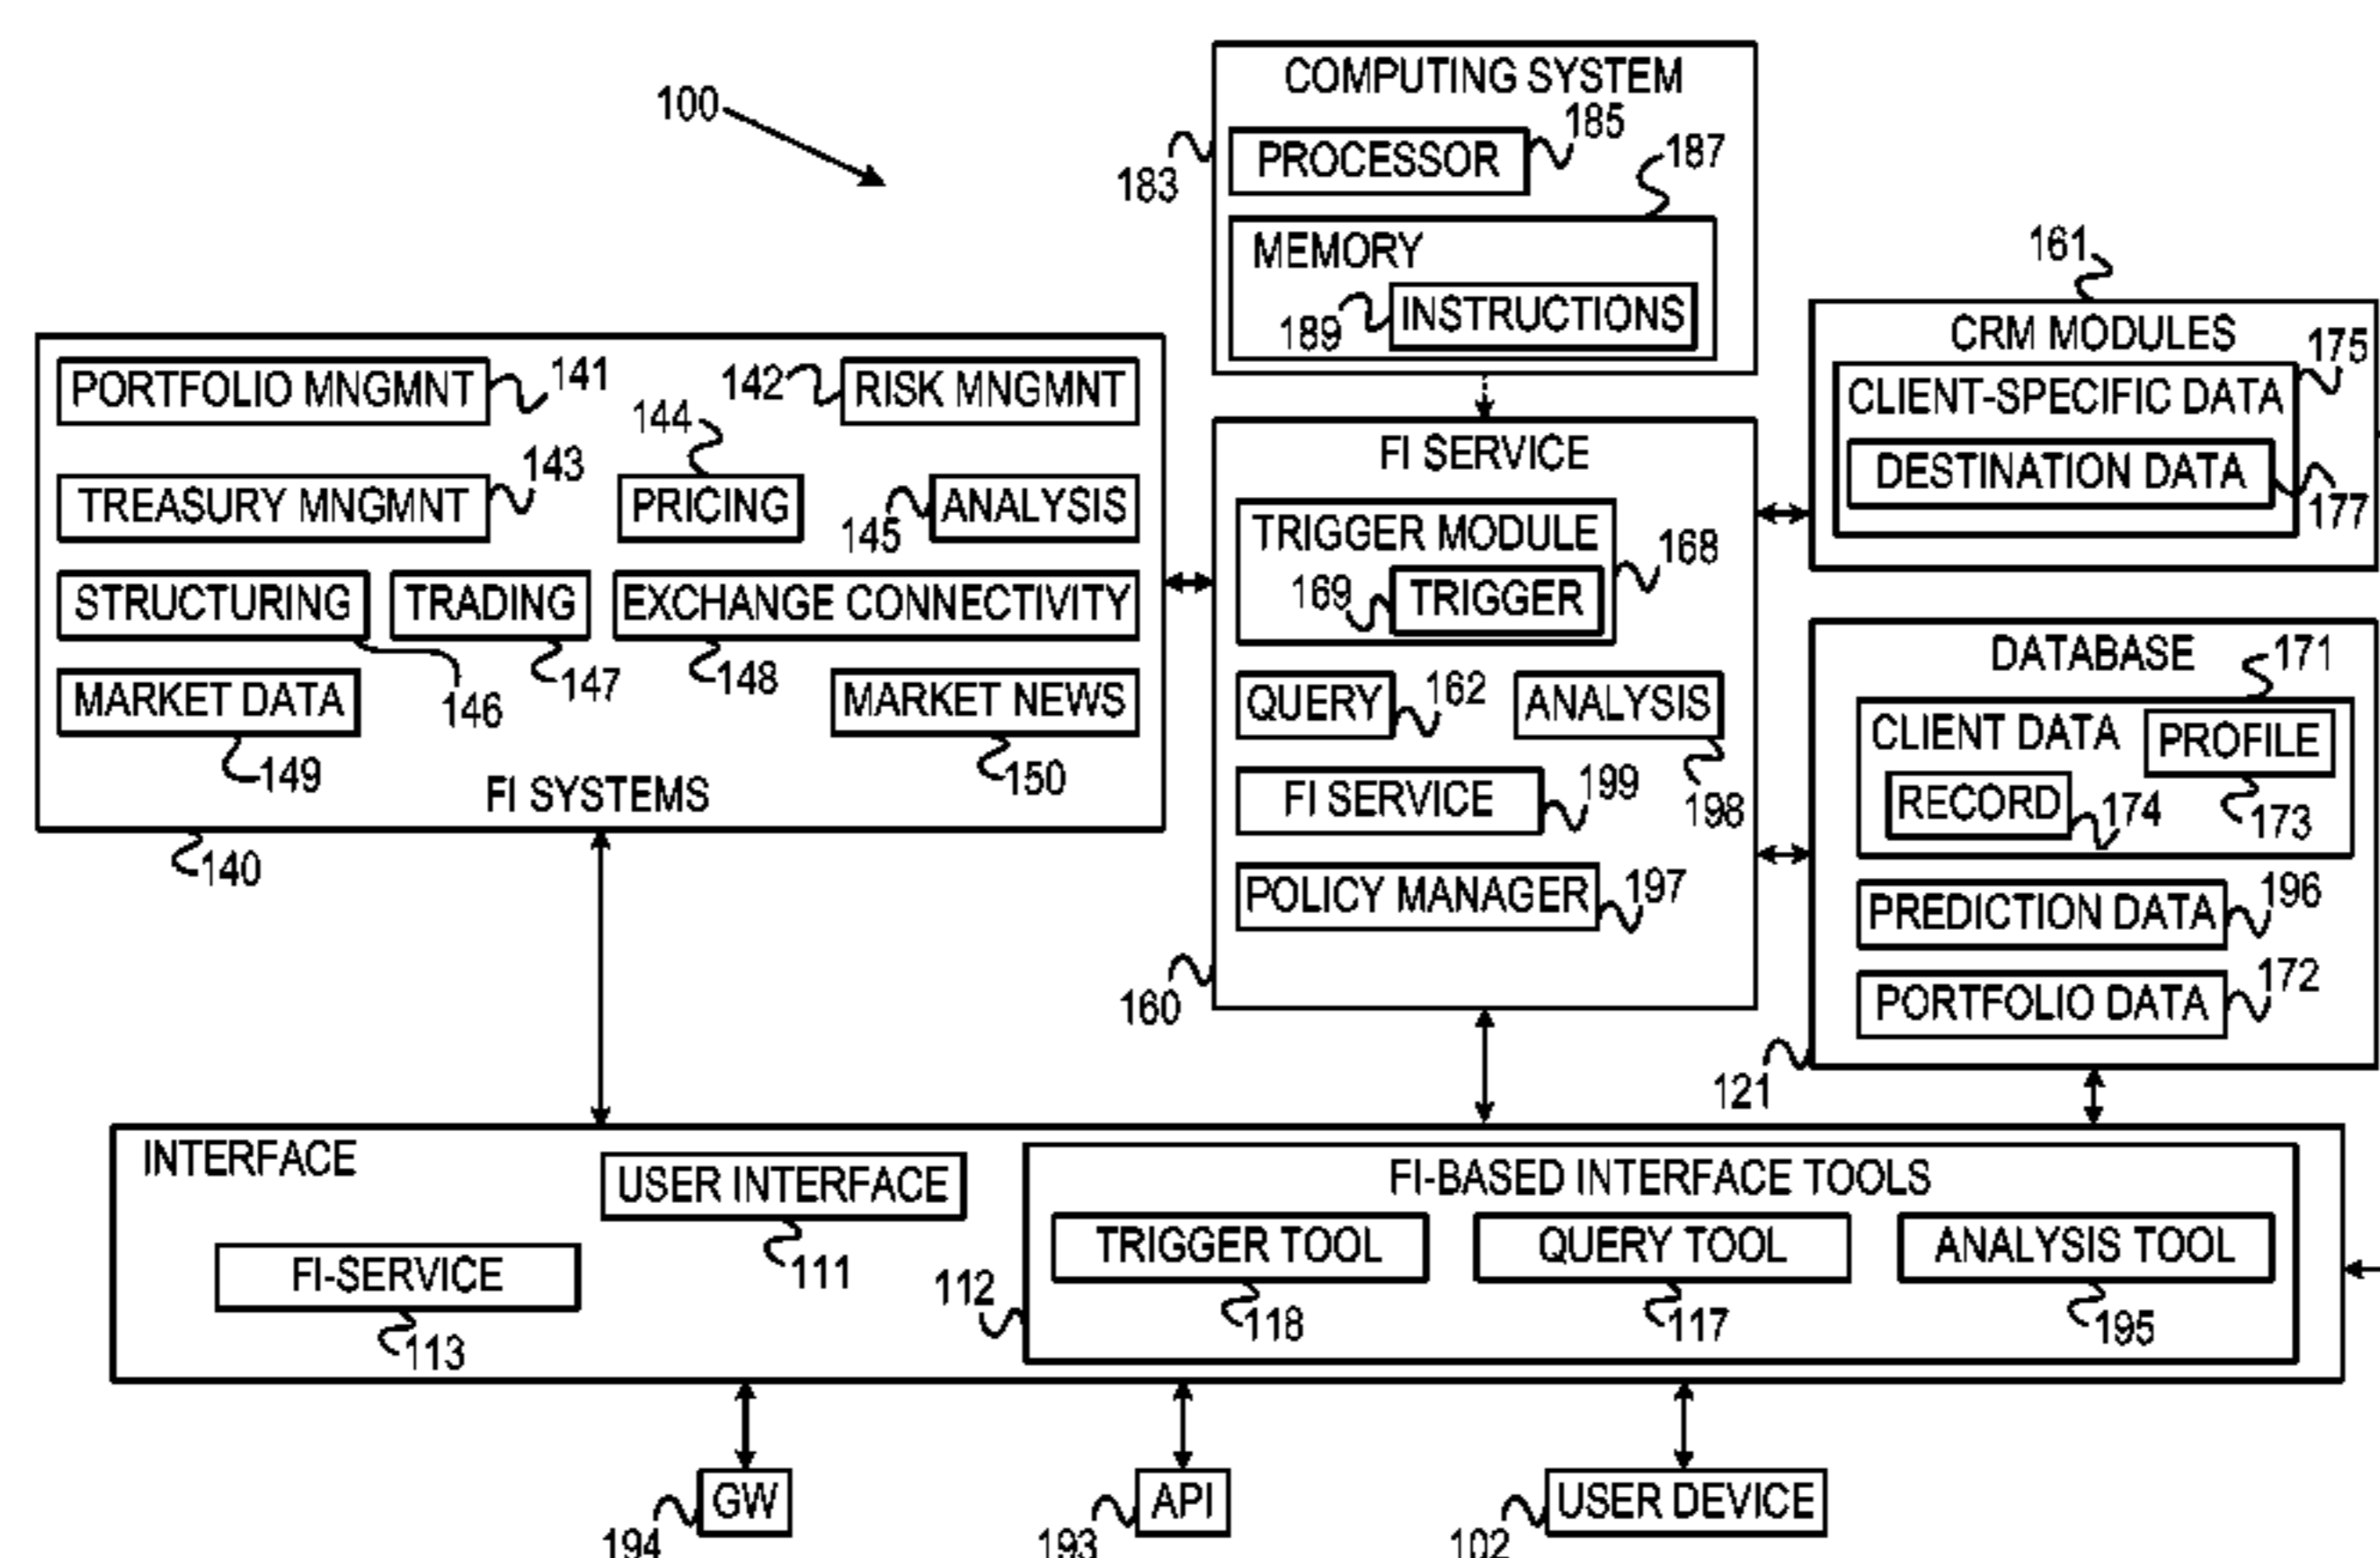 100
COMPUTING SYSTEM
183
PROCESSOR
185
187
MEMORY
189
INSTRUCTIONS
161
CRM MODULES
175
CLIENT-SPECIFIC DATA
DESTINATION DATA
177
PORTFOLIO MNGMNT
141
142
RISK MNGMNT
144
TREASURY MNGMNT
143
PRICING
145
ANALYSIS
STRUCTURING
TRADING
EXCHANGE CONNECTIVITY
146
147
148
MARKET DATA
MARKET NEWS
149
150
FI SYSTEMS
140
FI SERVICE
TRIGGER MODULE
168
169
TRIGGER
QUERY
162
ANALYSIS
198
FI SERVICE
199
POLICY MANAGER
197
160
DATABASE
171
CLIENT DATA
PROFILE
173
RECORD
174
PREDICTION DATA
196
PORTFOLIO DATA
172
121
INTERFACE
USER INTERFACE
111
FI-SERVICE
113
112
FI-BASED INTERFACE TOOLS
TRIGGER TOOL
QUERY TOOL
ANALYSIS TOOL
118
117
195
GW
194
API
193
USER DEVICE
102